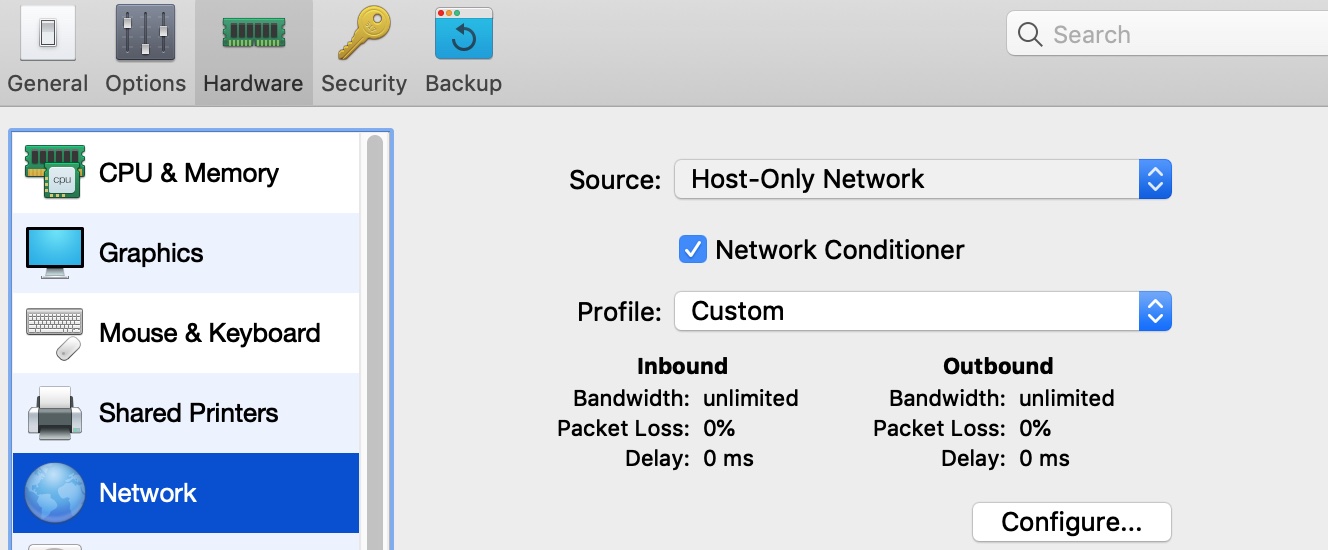 General Options Hardware Security Backup
Search
CPU & Memory
cpu
Graphics
Mouse & Keyboard
Shared Printers
Network
Source: Host-Only Network
Network Conditioner
Profile: Custom
Inbound Outbound
Bandwidth: unlimited Bandwidth: unlimited
Packet Loss: 0% Packet Loss: 0%
Delay: 0 ms Delay: 0 ms
Configure...